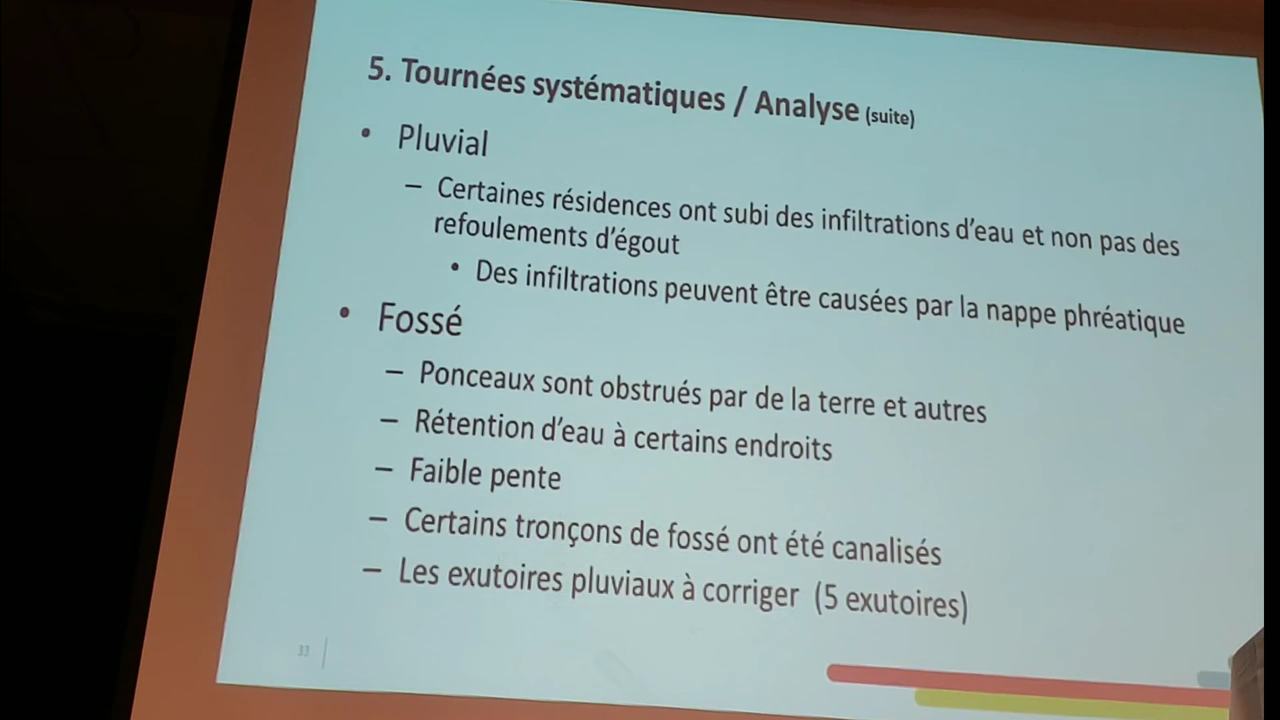 5. Tournées systématiques / Analyse (suite)
• Pluvial
– Certaines résidences ont subi des infiltrations d'eau et non pas des
refoulements d'égout
• Des infiltrations peuvent être causées par la nappe phréatique
• Fossé
– Ponceaux sont obstrués par de la terre et autres
– Rétention d'eau à certains endroits
– Faible pente
– Certains tronçons de fossé ont été canalisés
– Les exutoires pluviaux à corriger (5 exutoires)
33